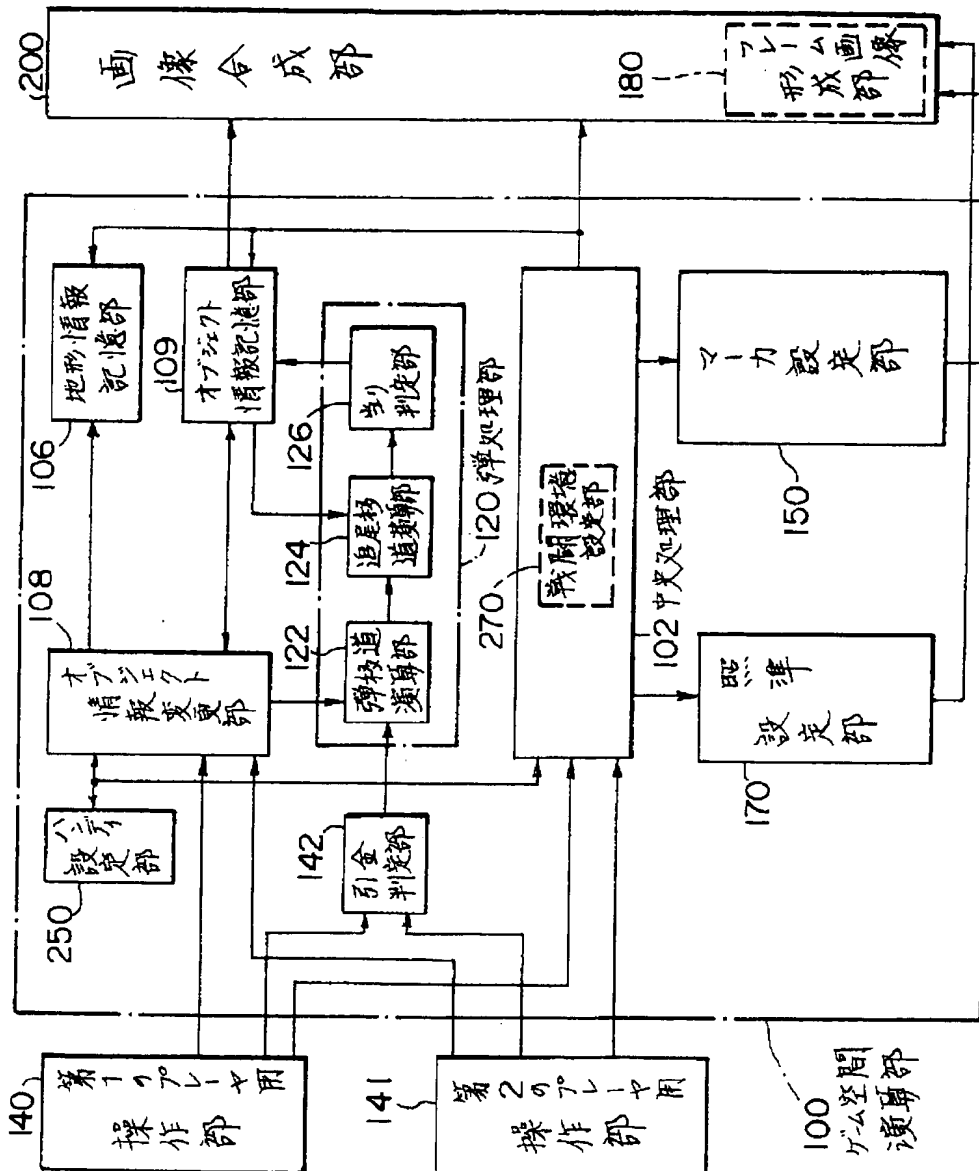 200
画像合成部
180
フレーム画像
形成部
106
地形情報
記憶部
109
オブジェクト
情報記憶部
108
オブジェクト
情報変更部
250
ハンディ
設定部
126
当り
判定部
124
追尾移
道演算部
122
弾移道
演算部
120 弾処理部
142
引金
判定部
270
戦闘環境
設定部
102 中央処理部
マーカ設定部
150
照準
設定部
170
140
第1のプレーヤ用
操作部
141
第2のプレーヤ用
操作部
100
ゲーム空間
演算部